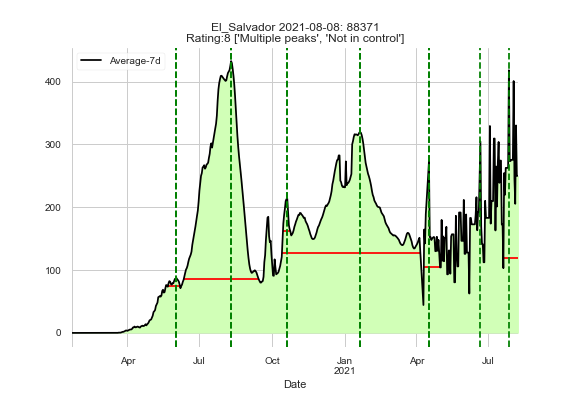 El_Salvador 2021-08-08: 88371
Rating:8 ['Multiple peaks', 'Not in control']
Average-7d
400
300
200
100
0
Apr
Jul
Oct
Jan
2021
Apr
Jul
Date